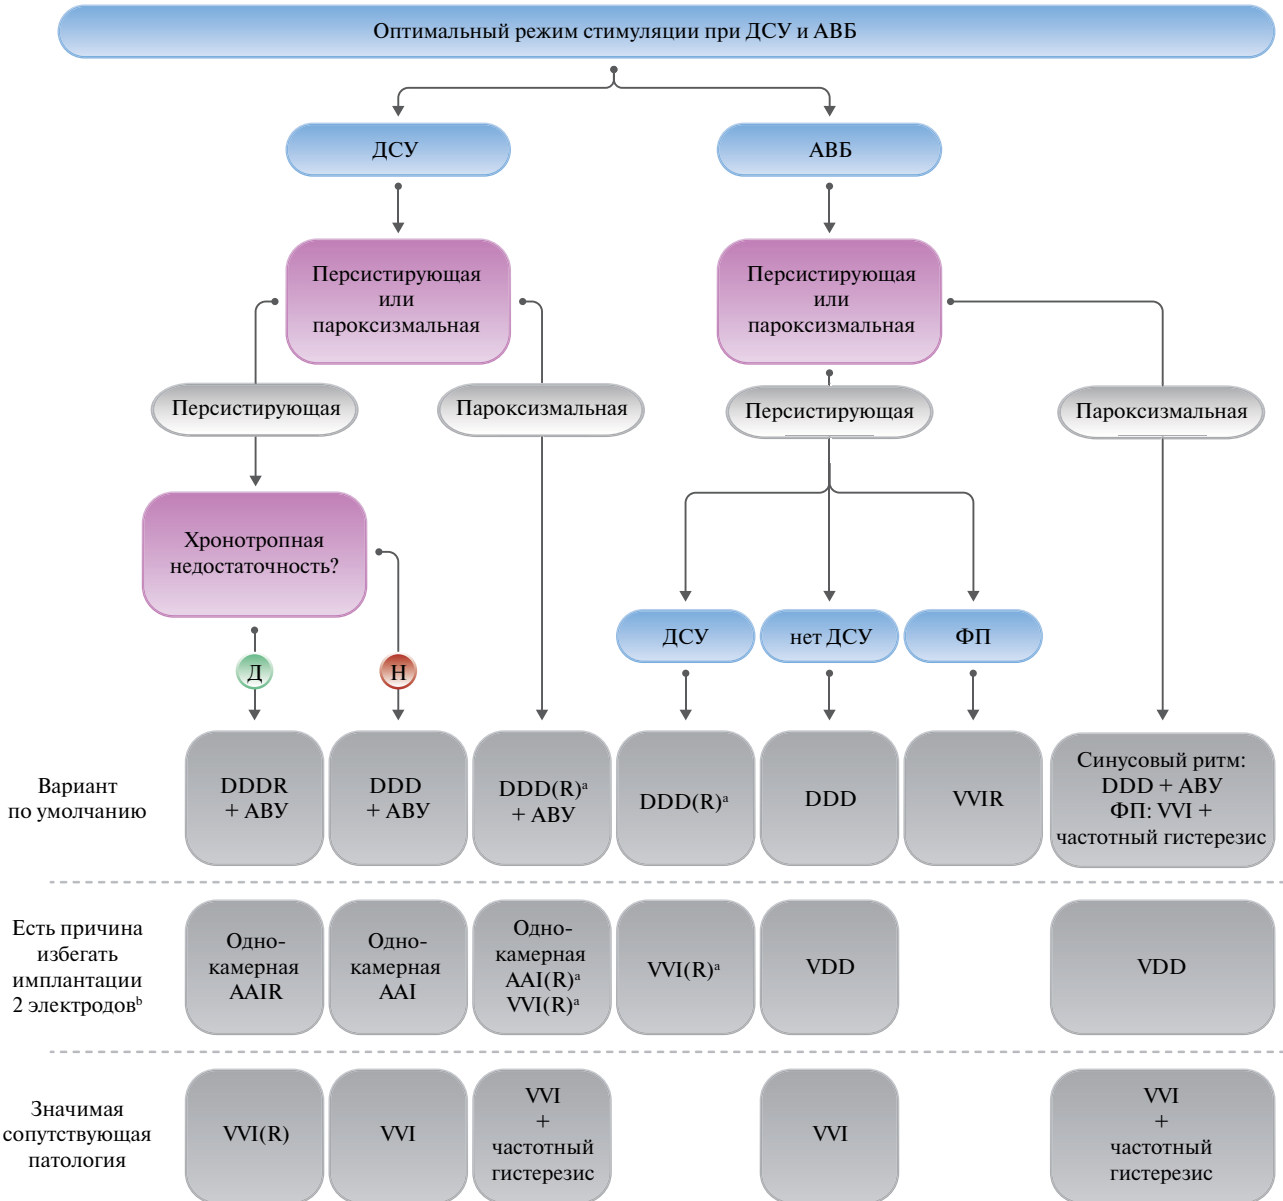 Оптимальный режим стимуляции при ДСУ и АВБ
ДСУ
АВБ
Персистирующая
или
пароксизмальная
Персистирующая
или
пароксизмальная
Персистирующая
Пароксизмальная
Персистирующая
Пароксизмальная
Хронотропная
недостаточность?
ДСУ
нет ДСУ
ФП
Д
Н
Вариант
по умолчанию
DDDR
+ АВУ
DDD
+ АВУ
DDD(R)ᵃ
+ АВУ
DDD(R)ᵃ
DDD
VVIR
Синусовый ритм:
DDD + АВУ
ФП: VVI +
частотный гистерезис
Есть причина
избегать
имплантации
2 электродовᵇ
Одно-
камерная
AAIR
Одно-
камерная
AAI
Одно-
камерная
AAI(R)ᵃ
VVI(R)ᵃ
VVI(R)ᵃ
VDD
VDD
Значимая
сопутствующая
патология
VVI(R)
VVI
VVI
+
частотный
гистерезис
VVI
VVI
+
частотный
гистерезис